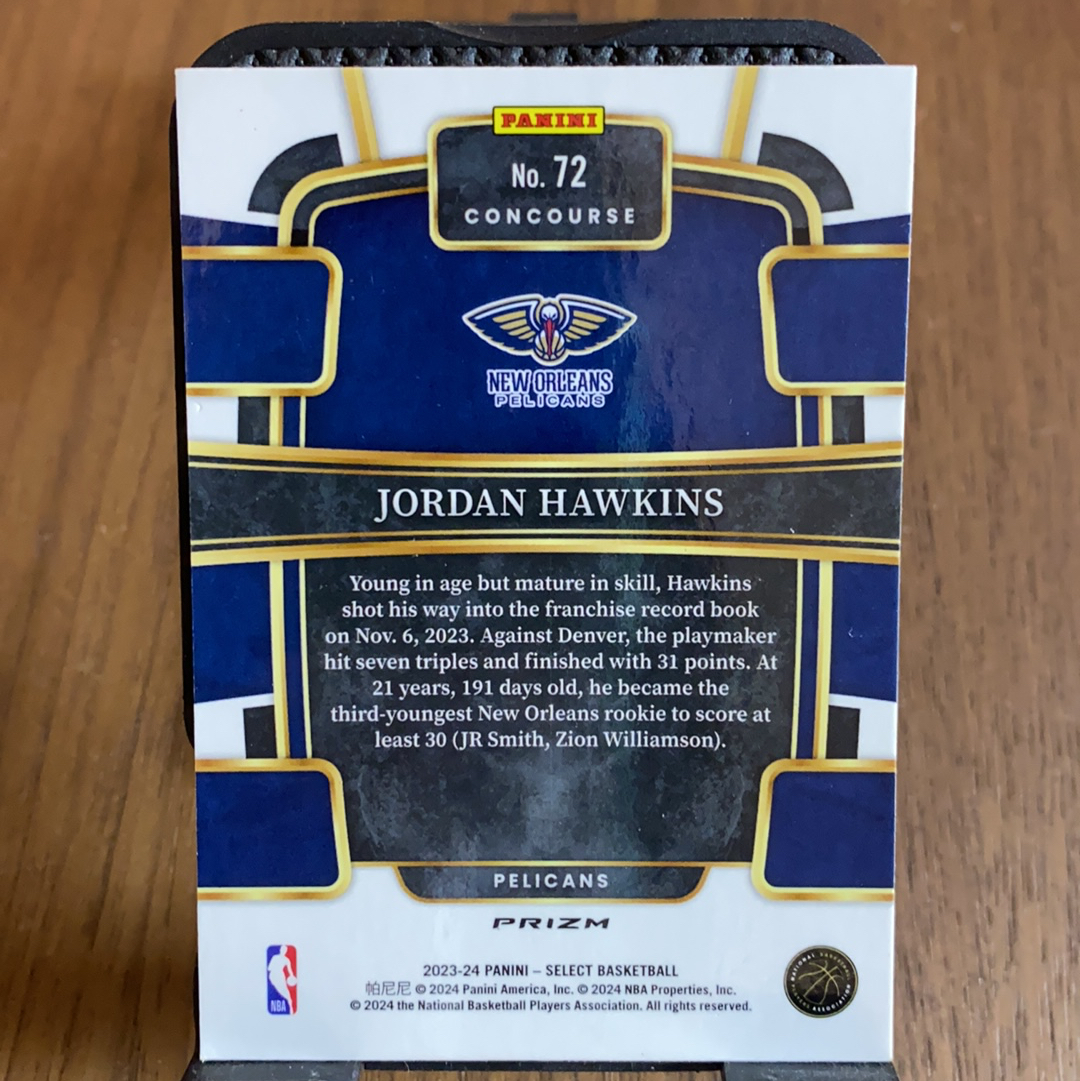 PANINI
No. 72
CONCOURSE
NEW ORLEANS
PELICANS
JORDAN HAWKINS
Young in age but mature in skill, Hawkins
shot his way into the franchise record book
on Nov. 6, 2023. Against Denver, the playmaker
hit seven triples and finished with 31 points. At
21 years, 191 days old, he became the
third-youngest New Orleans rookie to score at
least 30 (JR Smith, Zion Williamson).
PELICANS
PRIZM
NBA
2023-24 PANINI – SELECT BASKETBALL
帕尼尼 © 2024 Panini America, Inc. © 2024 NBA Properties, Inc.
© 2024 the National Basketball Players Association. All rights reserved.